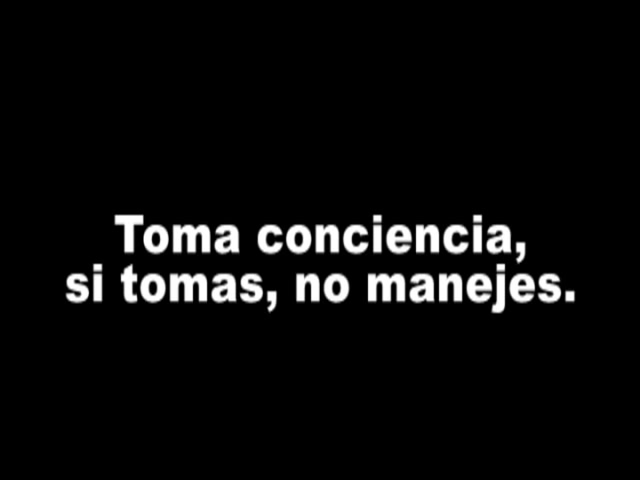 Toma conciencia,
si tomas, no manejes.